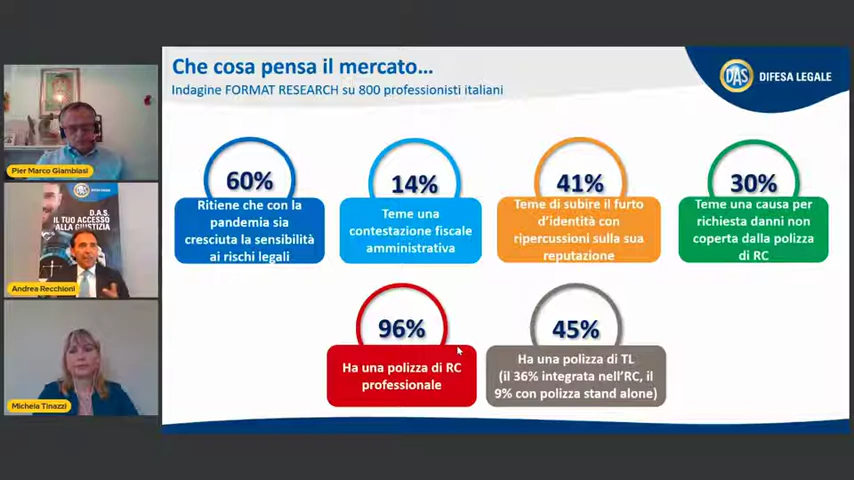 Che cosa pensa il mercato...
Indagine FORMAT RESEARCH su 800 professionisti italiani
DAS
DIFESA LEGALE
Pier Marco Giambiasi
D.A.S.
IL TUO ACCESSO
ALLA GIUSTIZIA
Andrea Recchioni
Michela Tinazzi
60%
Ritiene che con la
pandemia sia
cresciuta la sensibilità
ai rischi legali
14%
Teme una
contestazione fiscale
amministrativa
41%
Teme di subire il furto
d'identità con
ripercussioni sulla sua
reputazione
30%
Teme una causa per
richiesta danni non
coperta dalla polizza
di RC
96%
Ha una polizza di RC
professionale
45%
Ha una polizza di TL
(il 36% integrata nell'RC, il
9% con polizza stand alone)